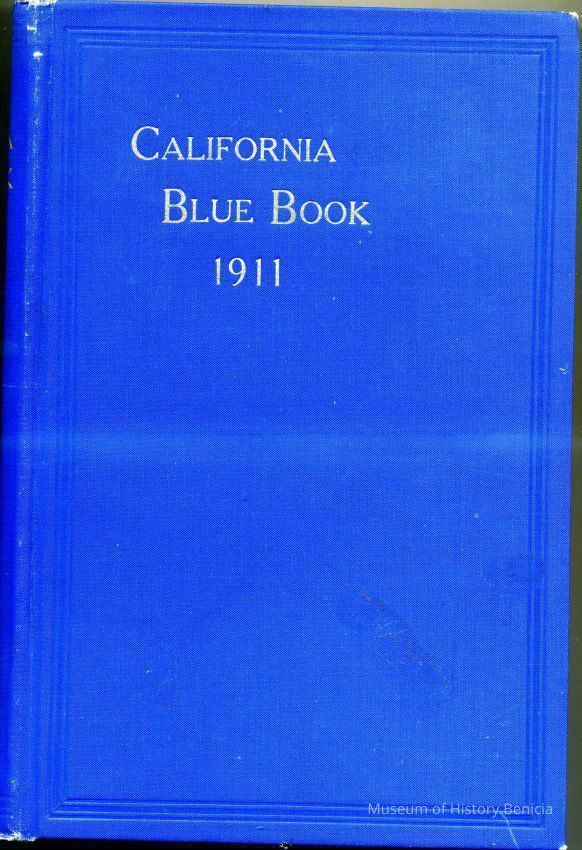 CALIFORNIA
BLUE BOOK
1911
Museum of History Benicia